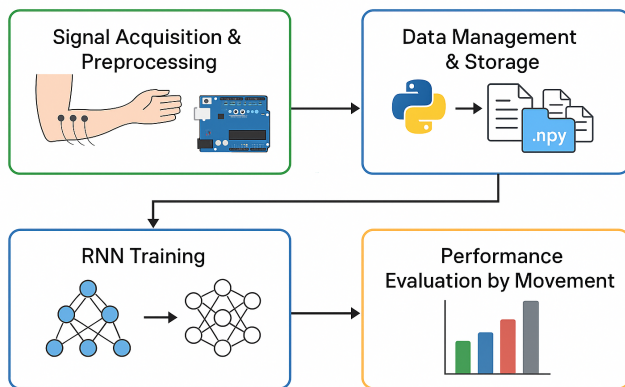 Signal Acquisition &
Preprocessing
Data Management
& Storage
.npy
RNN Training
Performance
Evaluation by Movement